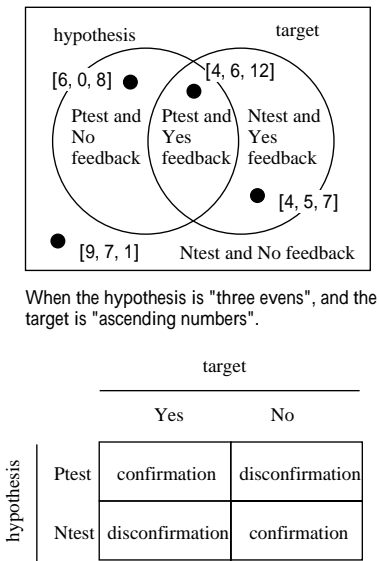 hypothesis
target
[6, 0, 8]
[4, 6, 12]
Ptest and
No
feedback
Ptest and
Yes
feedback
Ntest and
Yes
feedback
[4, 5, 7]
[9, 7, 1]
Ntest and No feedback
When the hypothesis is "three evens", and the
target is "ascending numbers".
target
Yes No
hypothesis
Ptest confirmation disconfirmation
Ntest disconfirmation confirmation